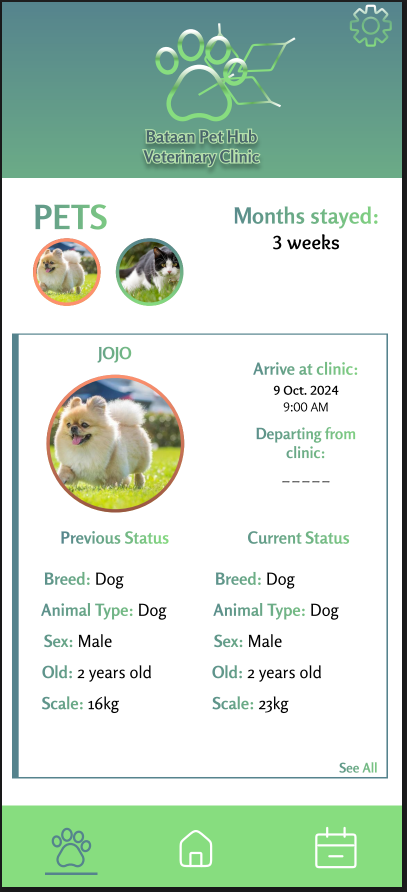 Bataan Pet Hub
Veterinary Clinic
PETS
Months stayed:
3 weeks
JOJO
Arrive at clinic:
9 Oct. 2024
9:00 AM
Departing from
clinic:
_ _ _ _ _
Previous Status
Breed: Dog
Animal Type: Dog
Sex: Male
Old: 2 years old
Scale: 16kg
Current Status
Breed: Dog
Animal Type: Dog
Sex: Male
Old: 2 years old
Scale: 23kg
See All